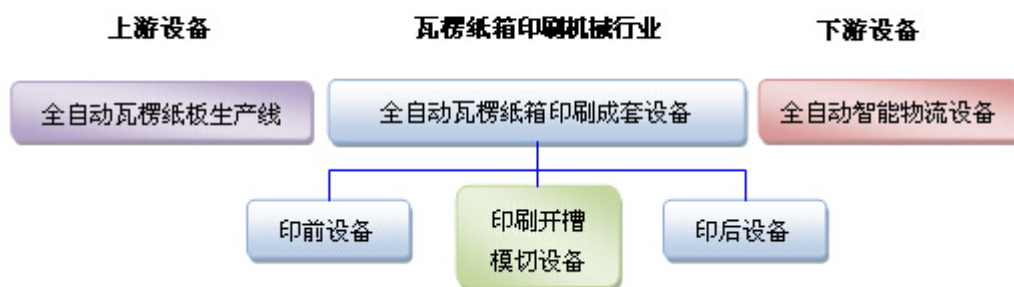 上游设备
瓦楞纸箱印刷机械行业
下游设备
全自动瓦楞纸板生产线
全自动瓦楞纸箱印刷成套设备
全自动智能物流设备
印前设备
印刷开槽
模切设备
印后设备